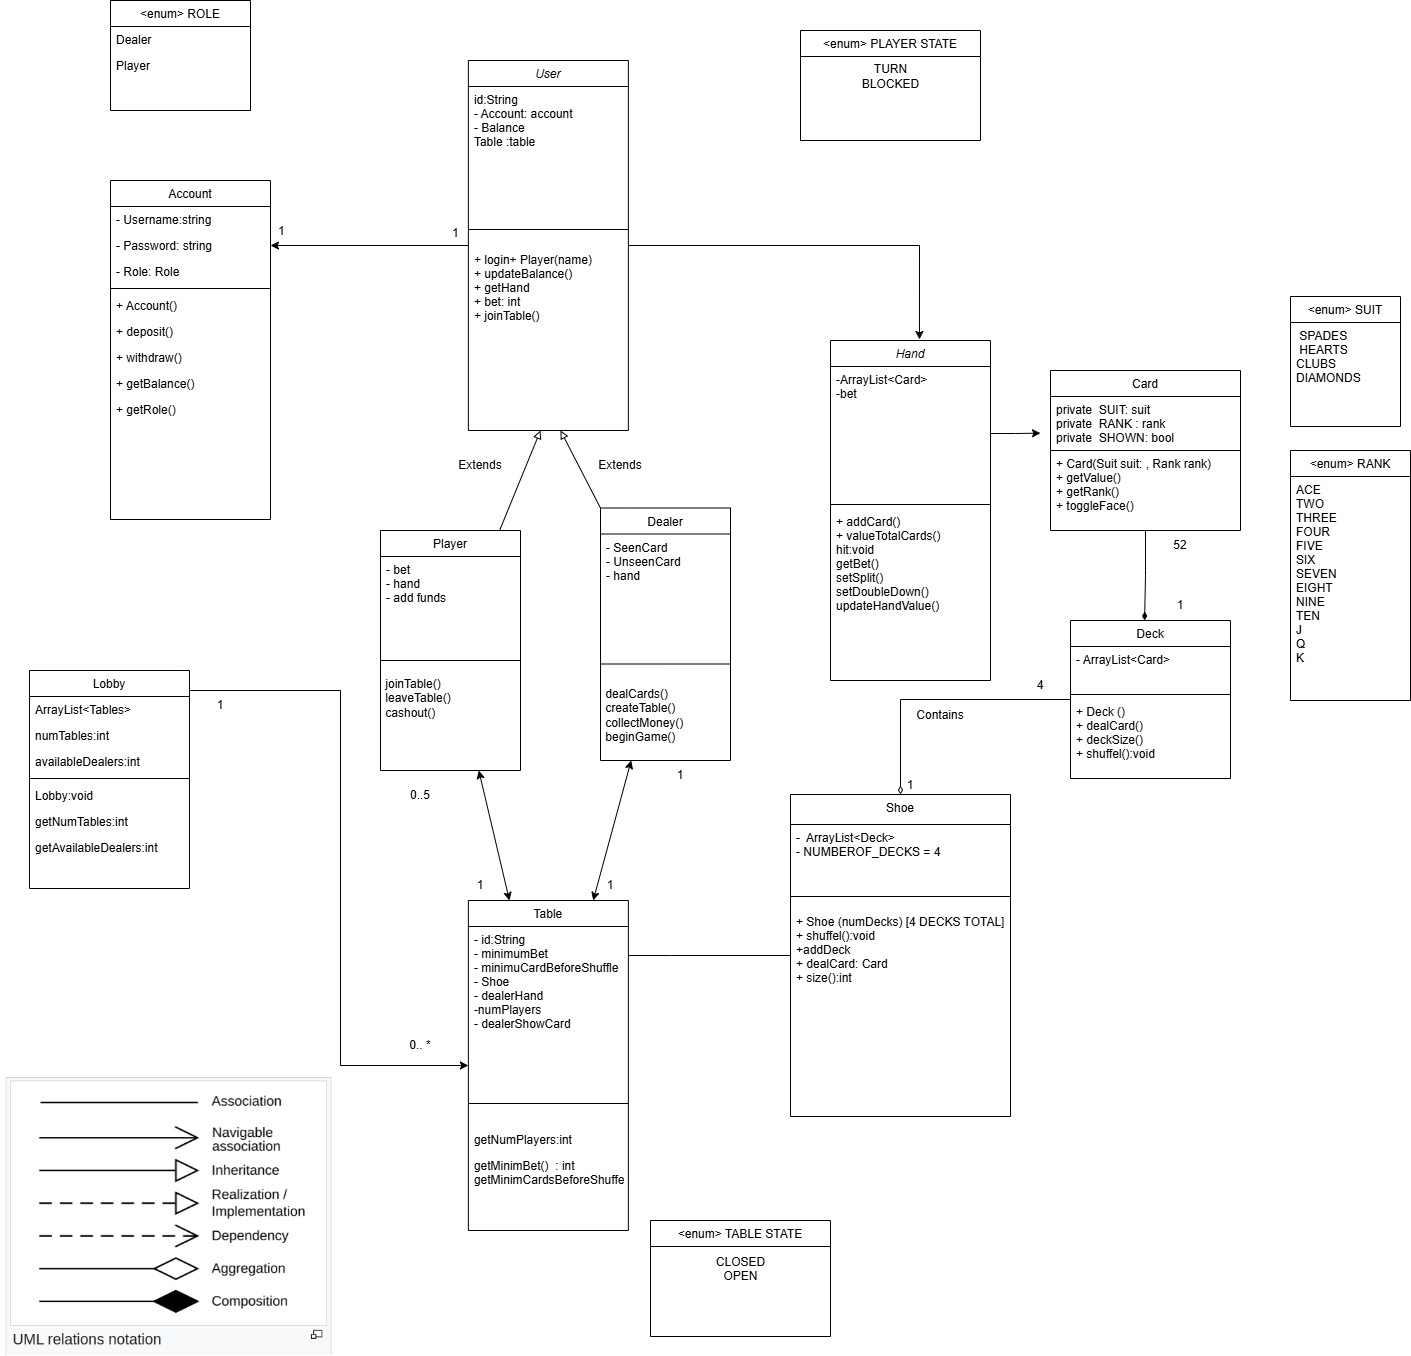 <enum> ROLE
Dealer
Player
<enum> PLAYER STATE
TURN
BLOCKED
User
id:String
- Account: account
- Balance
Table :table
+ login+ Player(name)
+ updateBalance()
+ getHand
+ bet: int
+ joinTable()
Account
- Username:string
- Password: string
- Role: Role
+ Account()
+ deposit()
+ withdraw()
+ getBalance()
+ getRole()
1
1
Hand
-ArrayList<Card>
-bet
+ addCard()
+ valueTotalCards()
hit:void
getBet()
setSplit()
setDoubleDown()
updateHandValue()
<enum> SUIT
SPADES
HEARTS
CLUBS
DIAMONDS
Card
private  SUIT: suit
private  RANK : rank
private  SHOWN: bool
+ Card(Suit suit: , Rank rank)
+ getValue()
+ getRank()
+ toggleFace()
<enum> RANK
ACE
TWO
THREE
FOUR
FIVE
SIX
SEVEN
EIGHT
NINE
TEN
J
Q
K
Extends
Extends
Player
- bet
- hand
- add funds
joinTable()
leaveTable()
cashout()
Dealer
- SeenCard
- UnseenCard
- hand
dealCards()
createTable()
collectMoney()
beginGame()
52
1
Deck
- ArrayList<Card>
+ Deck ()
+ dealCard()
+ deckSize()
+ shuffel():void
4
Contains
1
Lobby
ArrayList<Tables>
numTables:int
availableDealers:int
Lobby:void
getNumTables:int
getAvailableDealers:int
1
0..5
1
1
1
0.. *
Shoe
-  ArrayList<Deck>
- NUMBEROF_DECKS = 4
+ Shoe (numDecks) [4 DECKS TOTAL]
+ shuffel():void
+addDeck
+ dealCard: Card
+ size():int
Table
- id:String
- minimumBet
- minimuCardBeforeShuffle
- Shoe
- dealerHand
-numPlayers
- dealerShowCard
getNumPlayers:int
getMinimBet()  : int
getMinimCardsBeforeShuffe
<enum> TABLE STATE
CLOSED
OPEN
Association
Navigable
association
Inheritance
Realization /
Implementation
Dependency
Aggregation
Composition
UML relations notation